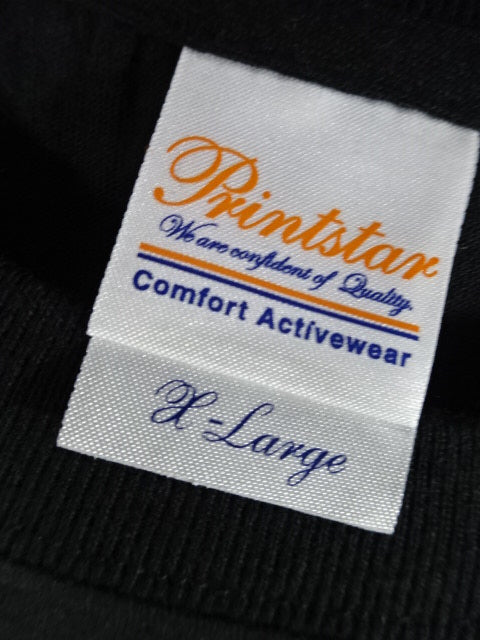 Printstar
We are confident of Quality.
Comfort Activewear
X-Large